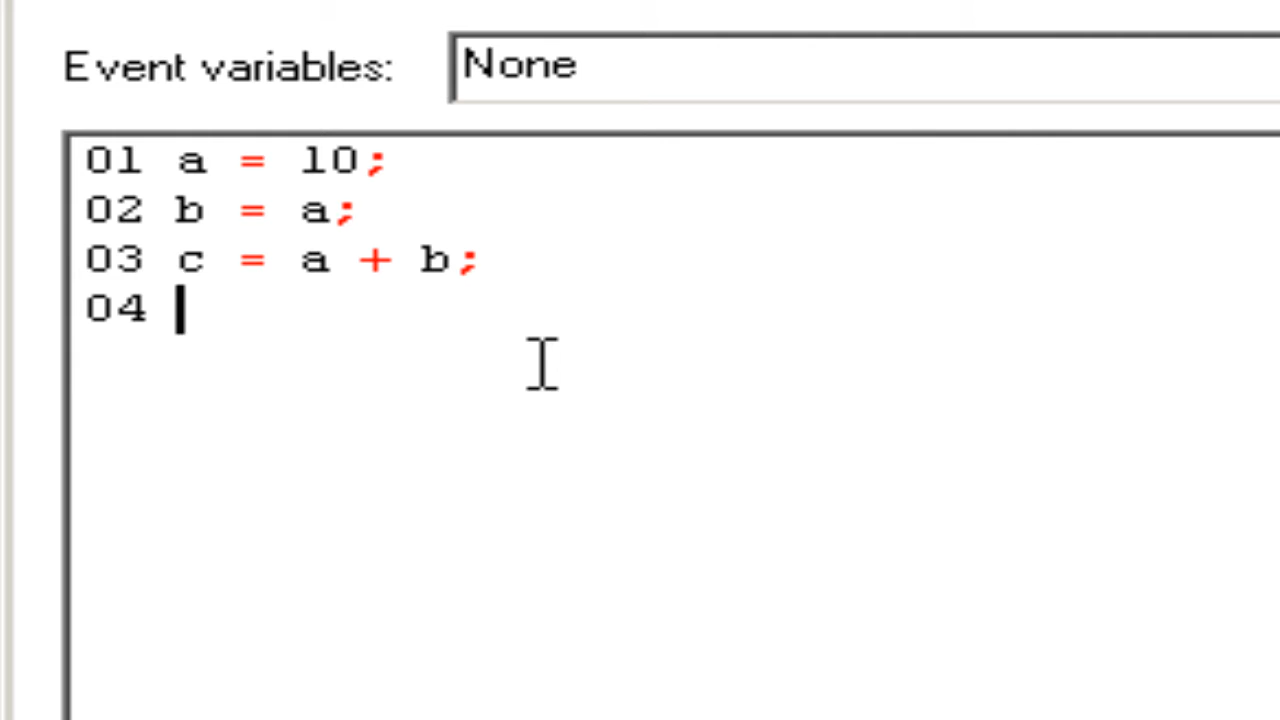 Event variables: None
01 a = 10;
02 b = a;
03 c = a + b;
04